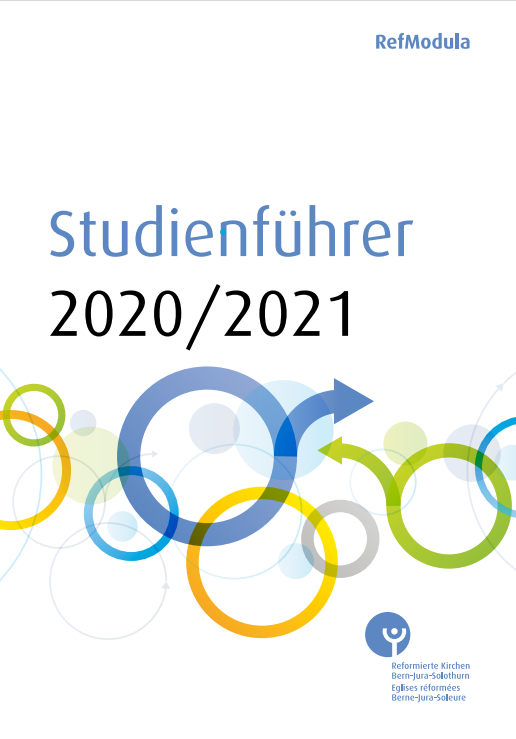 RefModula
Studienführer
2020/2021
Reformierte Kirchen
Bern-Jura-Solothurn
Eglises réformées
Berne-Jura-Soleure